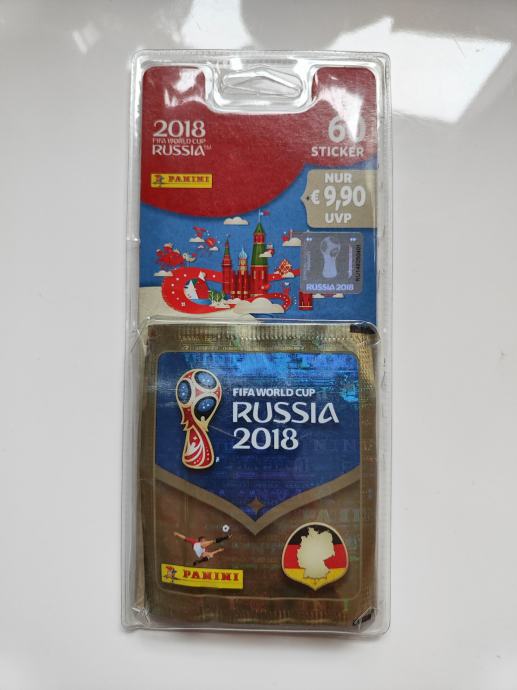 2018
FIFA WORLD CUP
RUSSIA™
PANINI
60
STICKER
NUR
€ 9,90
UVP
RUSSIA 2018
FIFA WORLD CUP
RUSSIA
2018
PANINI